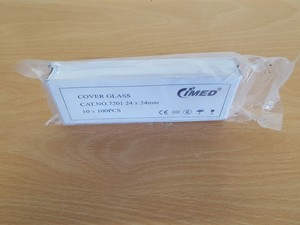 COVER GLASS
CAT.NO.7201 24 x 24mm
10 x 100PCS
CIMED